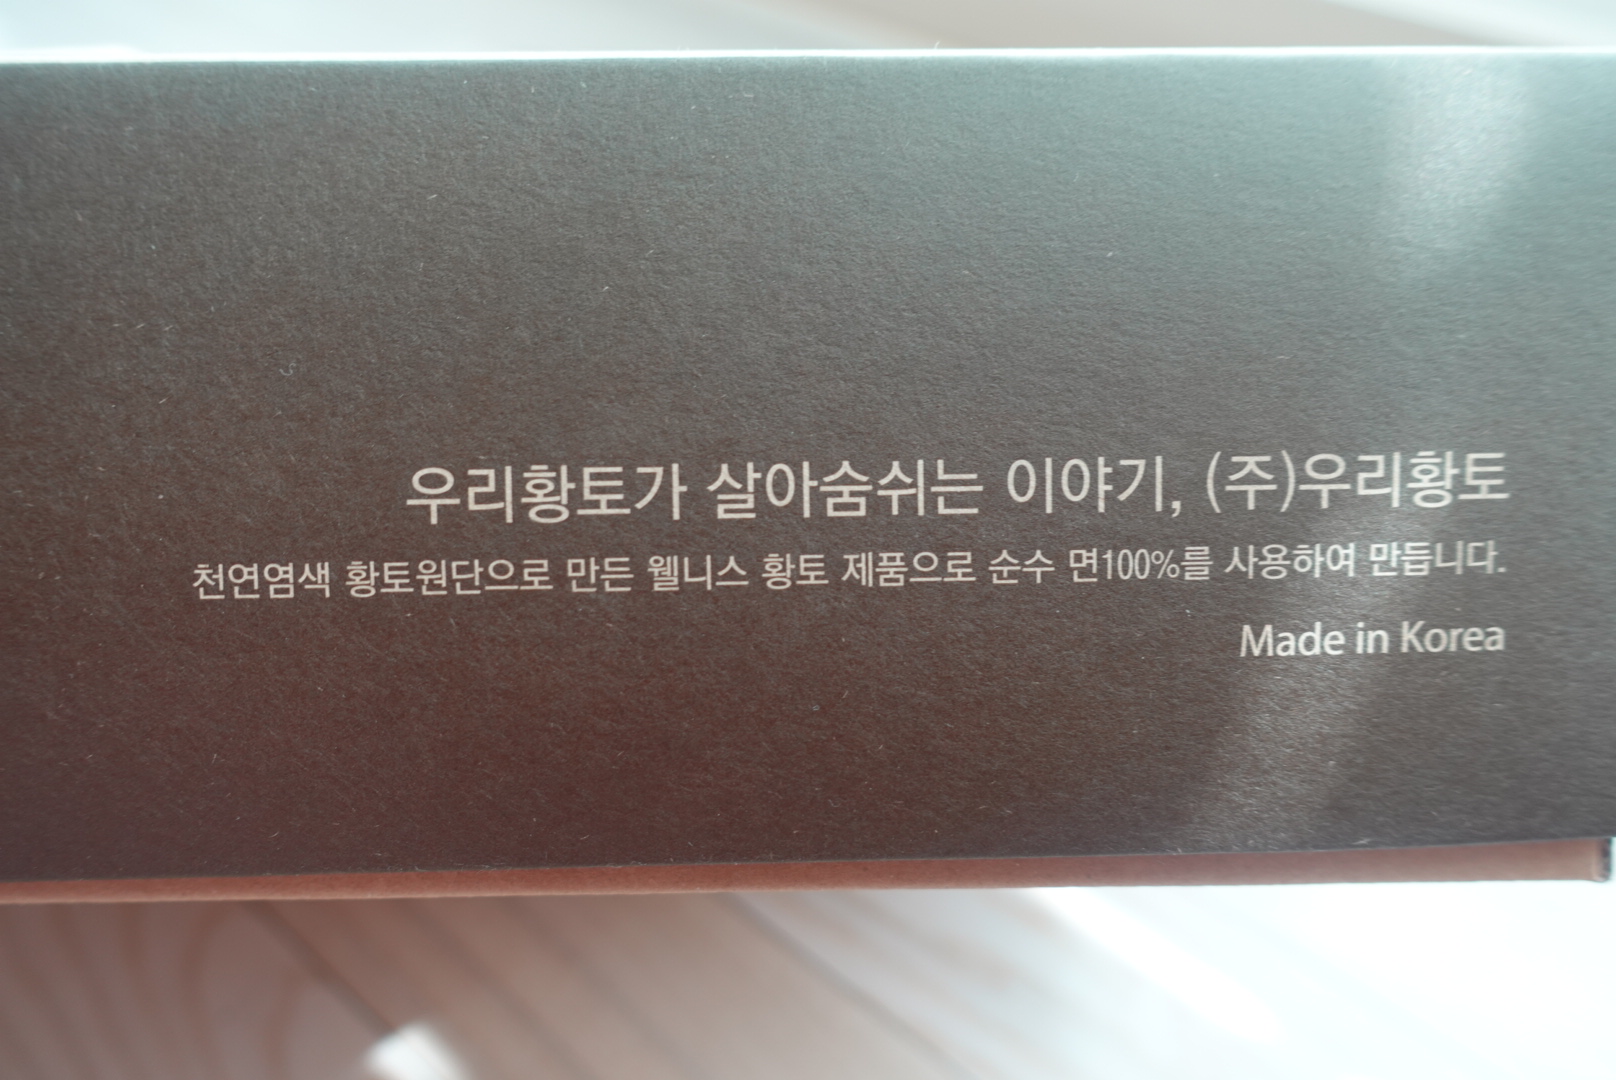 우리황토가 살아숨쉬는 이야기, (주)우리황토
천연염색 황토원단으로 만든 웰니스 황토 제품으로 순수 면100%를 사용하여 만듭니다.
Made in Korea